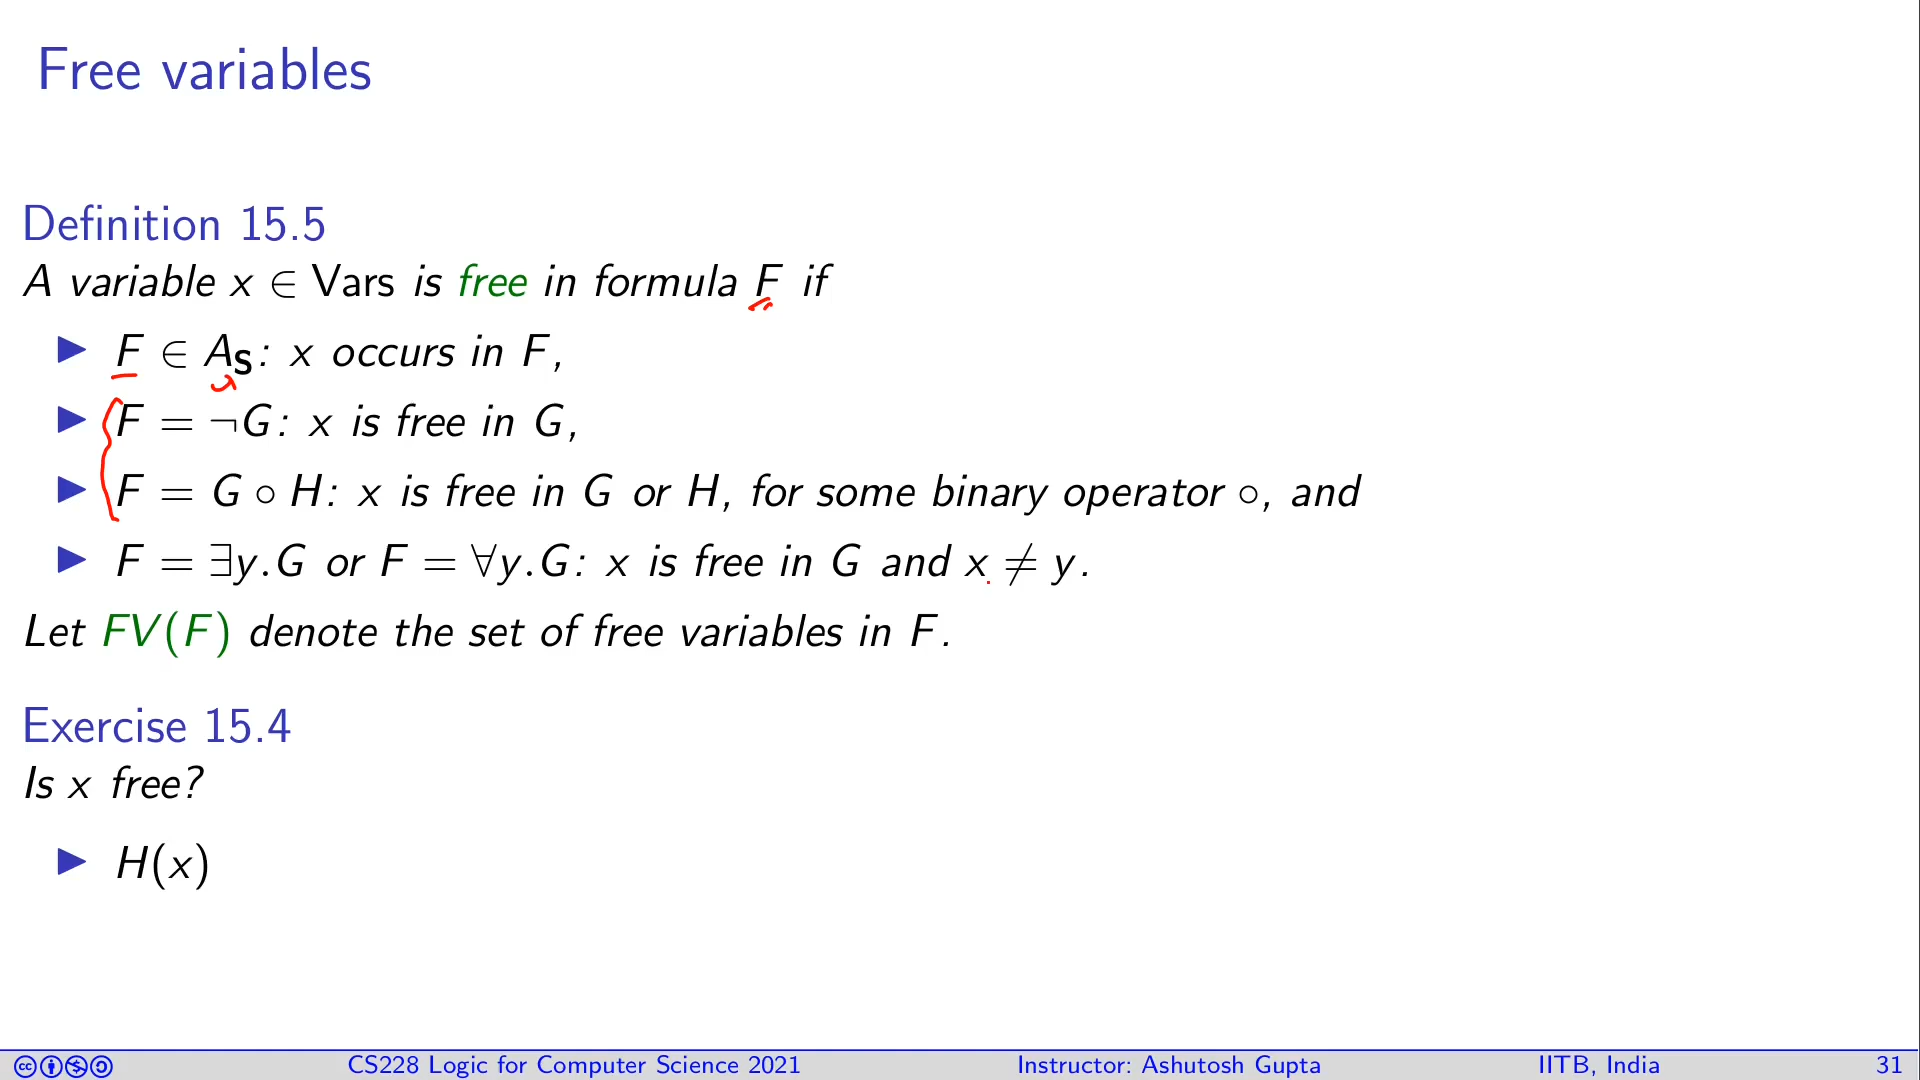 Free variables
Definition 15.5
A variable x ∈ Vars is free in formula F if
▶ F ∈ A_S: x occurs in F,
▶ F = ¬G: x is free in G,
▶ F = G ∘ H: x is free in G or H, for some binary operator ∘, and
▶ F = ∃y.G or F = ∀y.G: x is free in G and x ≠ y.
Let FV(F) denote the set of free variables in F.
Exercise 15.4
Is x free?
▶ H(x)
CS228 Logic for Computer Science 2021 Instructor: Ashutosh Gupta IITB, India 31